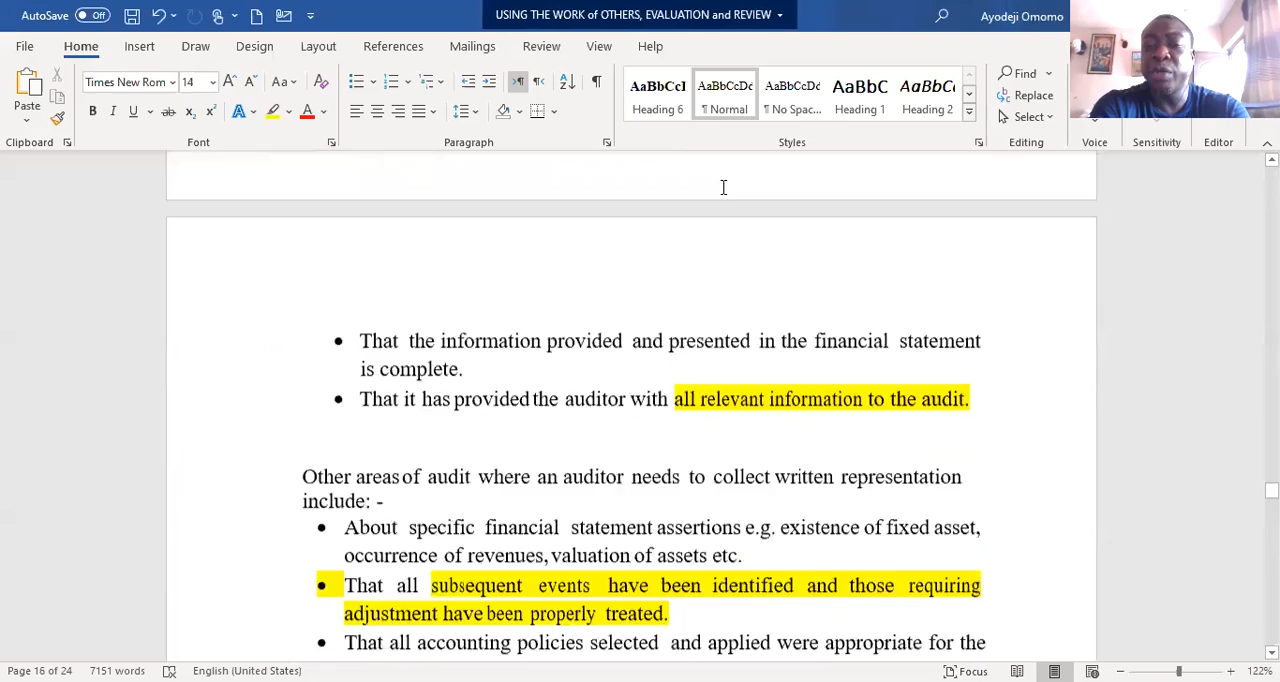 AutoSave Off USING THE WORK of OTHERS, EVALUATION and REVIEW Ayodeji Omomo
File Home Insert Draw Design Layout References Mailings Review View Help
Times New Rom 14 Aa AaBbCcI AaBbCcDc AaBbCcDc AaBbC AaBbCc Find
Paste B I U ab x₂ x² A A Heading 6 ¶ Normal ¶ No Spac... Heading 1 Heading 2 Replace
Select
Clipboard Font Paragraph Styles Editing Voice Sensitivity Editor
• That the information provided and presented in the financial statement
is complete.
• That it has provided the auditor with all relevant information to the audit.
Other areas of audit where an auditor needs to collect written representation
include: -
• About specific financial statement assertions e.g. existence of fixed asset,
occurrence of revenues, valuation of assets etc.
• That all subsequent events have been identified and those requiring
adjustment have been properly treated.
• That all accounting policies selected and applied were appropriate for the
Page 16 of 24 7151 words English (United States) Focus 122%